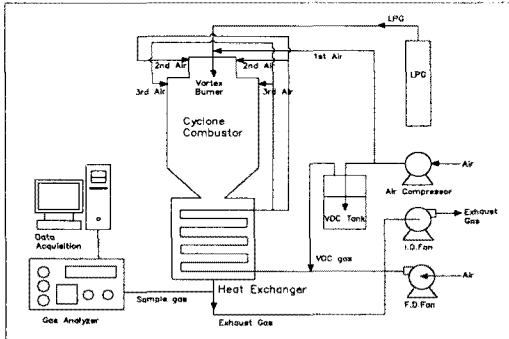 LPG
1st Air
LPG
2nd Air
2nd Air
3rd Air
Vortex
Burner
3rd Air
Cyclone
Combustor
Air
Air Compressor
VOC Tank
Exhaust
Gas
I.D.Fan
Data
Acquisition
VOC gas
Air
Heat Exchanger
F.D.Fan
Sample gas
Gas Analyzer
Exhaust Gas